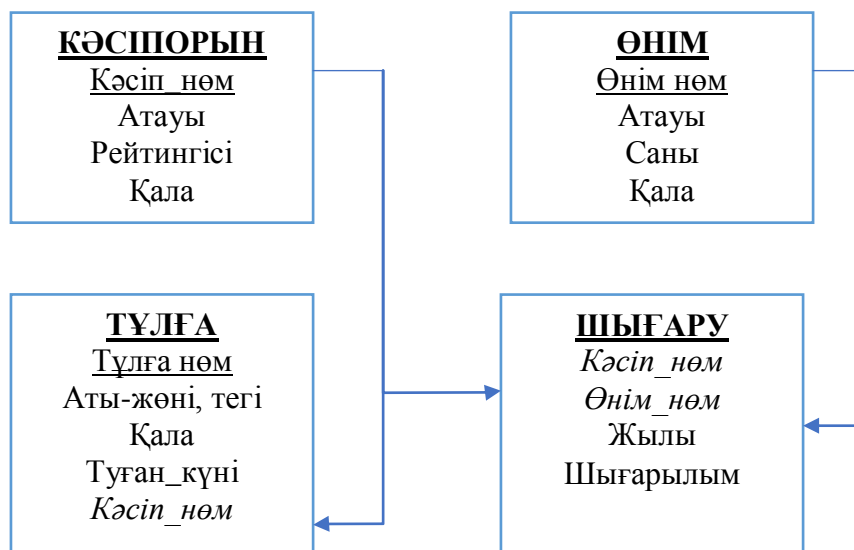 КӘСІПОРЫН
Кәсіп_нөм
Атауы
Рейтингісі
Қала
ӨНІМ
Өнім нөм
Атауы
Саны
Қала
ТҰЛҒА
Тұлға нөм
Аты-жөні, тегі
Қала
Туған_күні
Кәсіп_нөм
ШЫҒАРУ
Кәсіп_нөм
Өнім_нөм
Жылы
Шығарылым